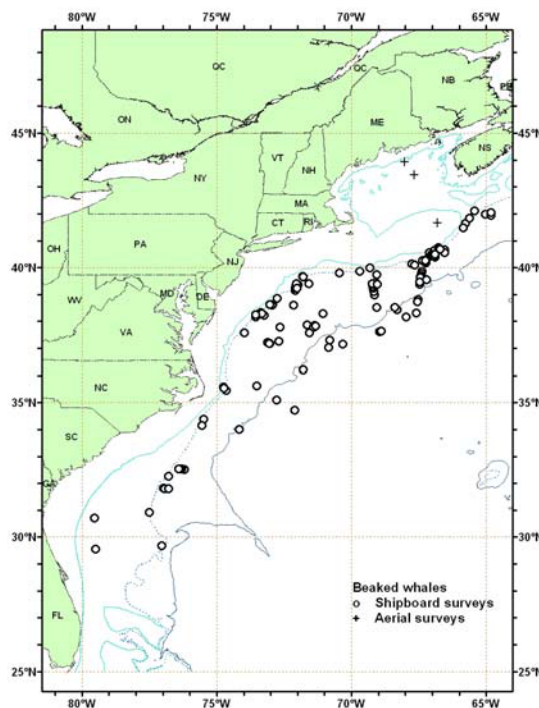 80°W 75°W 70°W 65°W
QC QC NB PE
ON ME
45°N 45°N
NS
VT NH
NY
MA
CT RI
PA
OH
40°N NJ 40°N
MD DE
WV
VA
NC
35°N 35°N
SC
GA
30°N 30°N
FL
Beaked whales
Shipboard surveys
Aerial surveys
25°N 25°N
80°W 75°W 70°W 65°W